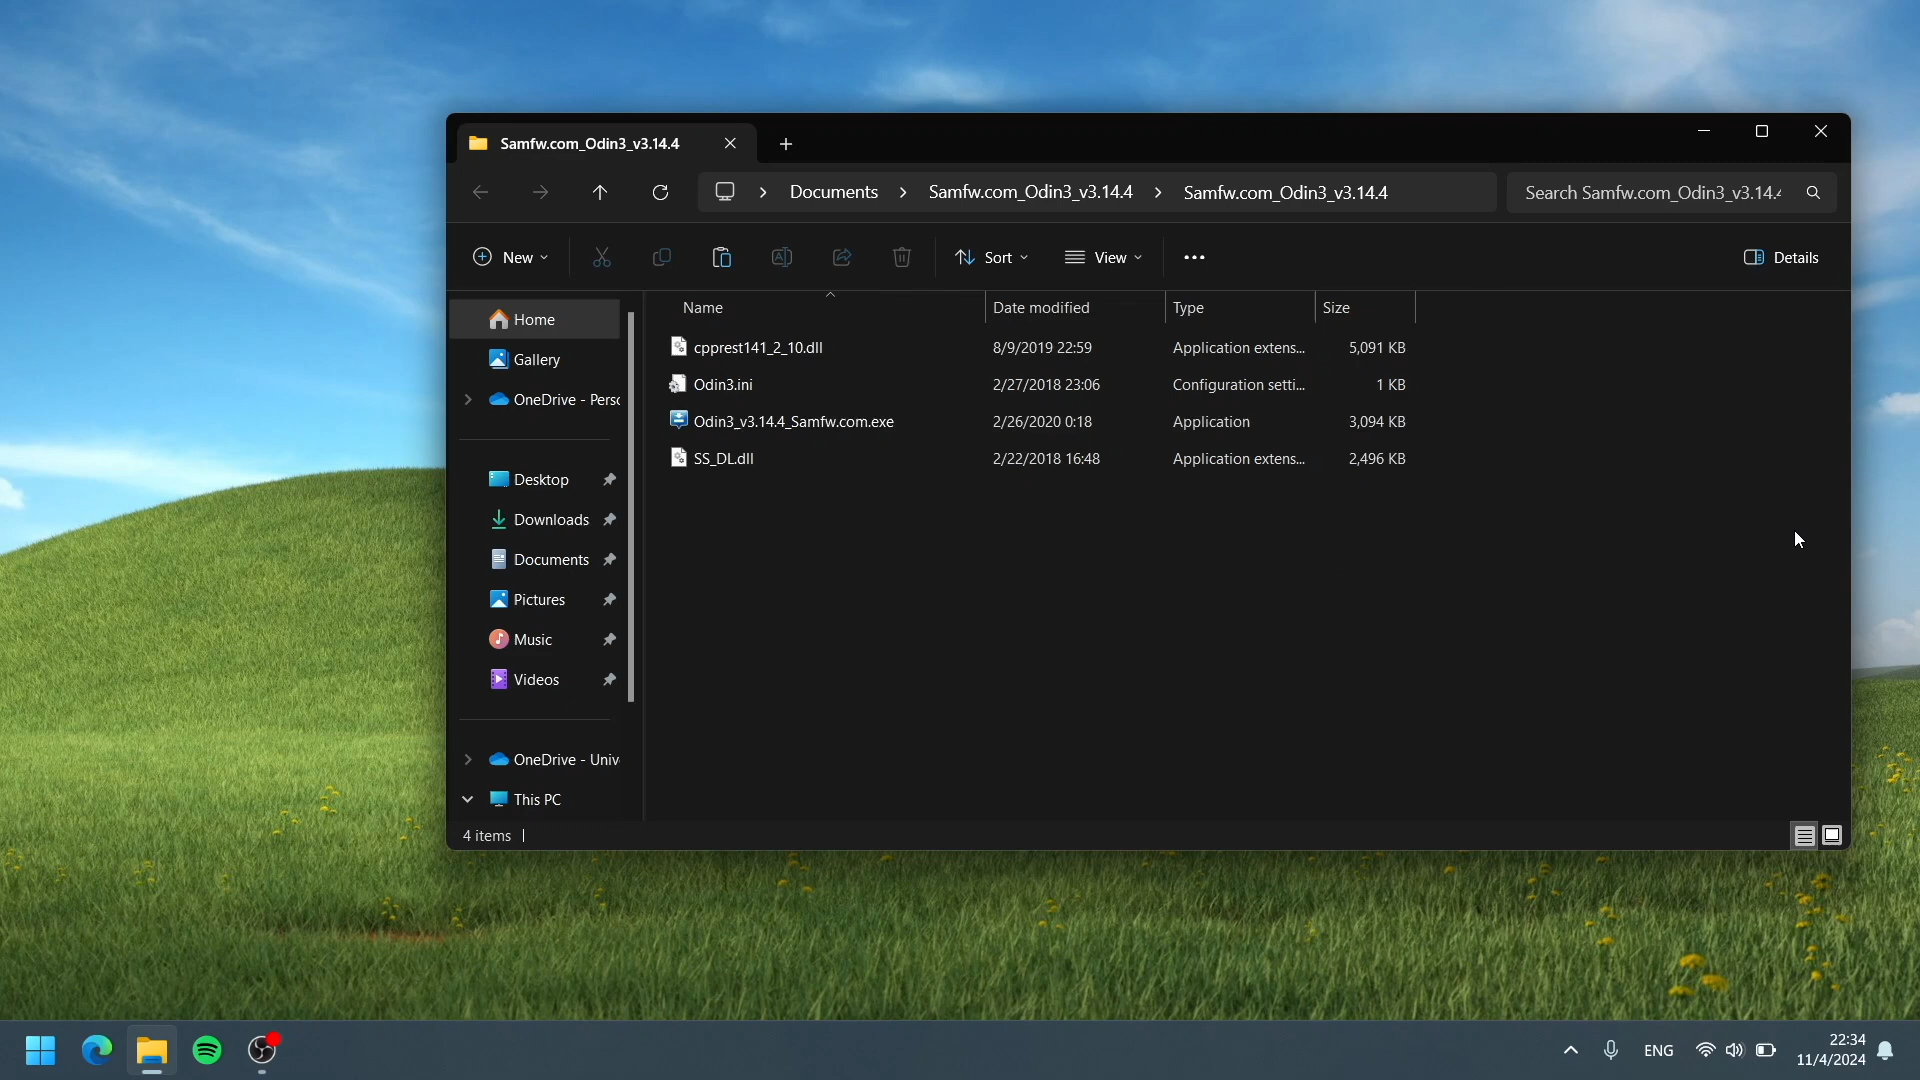 Samfw.com_Odin3_v3.14.4
Documents
Samfw.com_Odin3_v3.14.4
Samfw.com_Odin3_v3.14.4
Search Samfw.com_Odin3_v3.14.4
New
Sort
View
Details
Name
Date modified
Type
Size
Home
cpprest141_2_10.dll
8/9/2019 22:59
Application extens...
5,091 KB
Gallery
Odin3.ini
2/27/2018 23:06
Configuration setti...
1 KB
OneDrive - Perso
Odin3_v3.14.4_Samfw.com.exe
2/26/2020 0:18
Application
3,094 KB
SS_DL.dll
2/22/2018 16:48
Application extens...
2,496 KB
Desktop
Downloads
Documents
Pictures
Music
Videos
OneDrive - Univ
This PC
4 items
ENG
22:34
11/4/2024